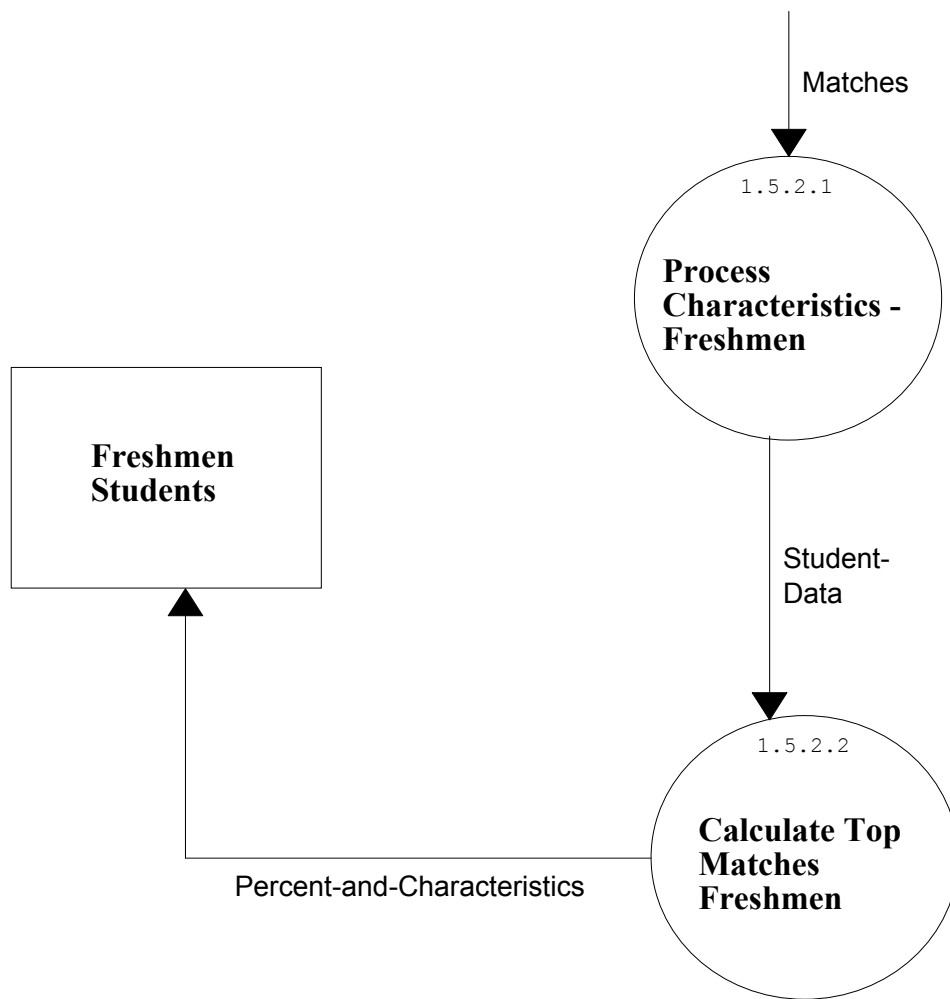 Matches
1.5.2.1
Process
Characteristics -
Freshmen
Freshmen
Students
Student-
Data
1.5.2.2
Calculate Top
Matches
Freshmen
Percent-and-Characteristics